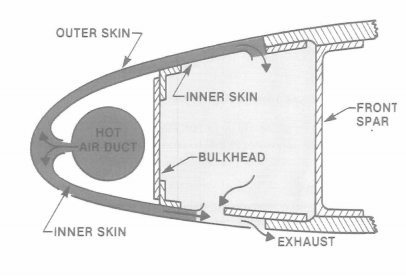 OUTER SKIN
INNER SKIN
FRONT
SPAR
HOT
AIR DUCT
BULKHEAD
INNER SKIN
EXHAUST